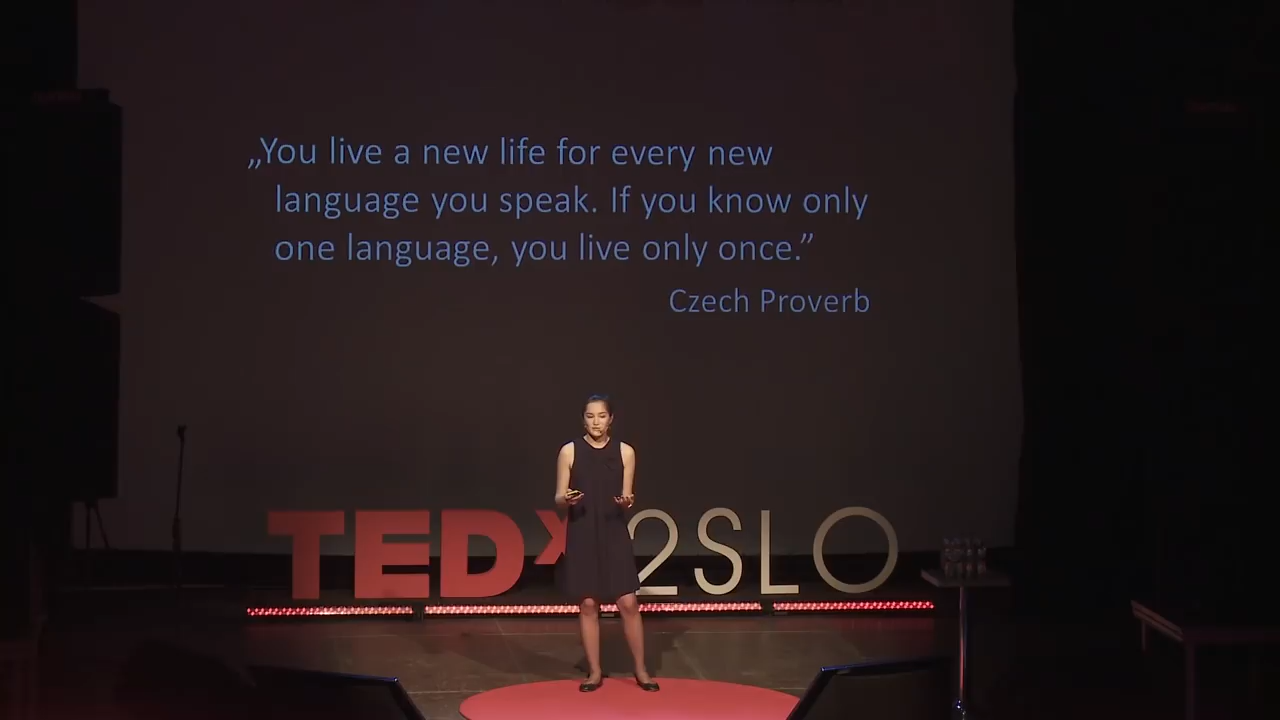 „You live a new life for every new
language you speak. If you know only
one language, you live only once.”
Czech Proverb
TEDx 2SLO